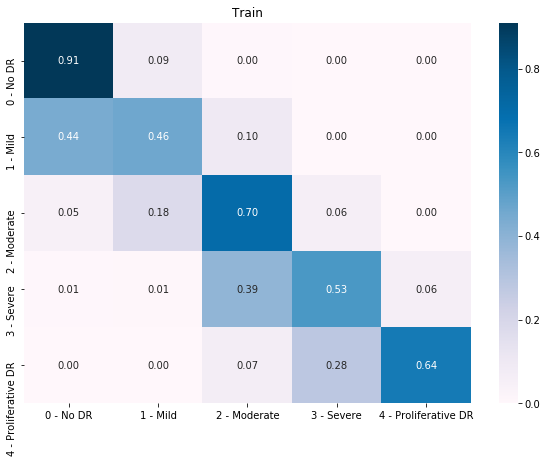 Train
0 - No DR
0.91 0.09 0.00 0.00 0.00
1 - Mild
0.44 0.46 0.10 0.00 0.00
2 - Moderate
0.05 0.18 0.70 0.06 0.00
3 - Severe
0.01 0.01 0.39 0.53 0.06
4 - Proliferative DR
0.00 0.00 0.07 0.28 0.64
0 - No DR 1 - Mild 2 - Moderate 3 - Severe 4 - Proliferative DR
0.8
0.6
0.4
0.2
0.0